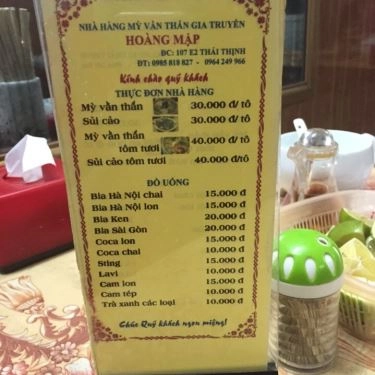 NHÀ HÀNG MỲ VẰN THẮN GIA TRUYỀN
HOÀNG MẬP
ĐC: 107 E2 THÁI THỊNH
ĐT: 0985 818 827 - 0964 249 966
Kính chào quý khách
THỰC ĐƠN NHÀ HÀNG
Mỳ vằn thắn 30.000 đ/ tô
Sủi cảo 30.000 đ/ tô
Mỳ vằn thắn
tôm tươi 40.000 đ/ tô
Sủi cảo tôm tươi 40.000 đ/tô
ĐỒ UỐNG
Bia Hà Nội chai 15.000 đ
Bia Hà Nội lon 15.000 đ
Bia Ken 20.000 đ
Bia Sài Gòn 20.000 đ
Coca lon 15.000 đ
Coca chai 10.000 đ
Sting 15.000 đ
Lavi 10.000 đ
Cam lon 15.000 đ
Cam tép 10.000 đ
Trà xanh các loại 10.000 đ
Chúc Quý khách ngon miệng!